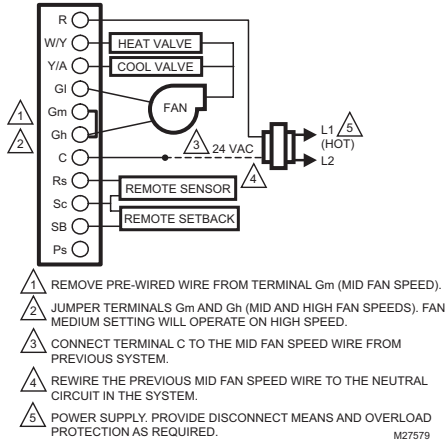 R
W/Y
HEAT VALVE
Y/A
COOL VALVE
Gl
FAN
1
Gm
2
Gh
3
24 VAC
L1
5
(HOT)
C
L2
4
Rs
REMOTE SENSOR
Sc
REMOTE SETBACK
SB
Ps
1 REMOVE PRE-WIRED WIRE FROM TERMINAL Gm (MID FAN SPEED).
2 JUMPER TERMINALS Gm AND Gh (MID AND HIGH FAN SPEEDS). FAN
MEDIUM SETTING WILL OPERATE ON HIGH SPEED.
3 CONNECT TERMINAL C TO THE MID FAN SPEED WIRE FROM
PREVIOUS SYSTEM.
4 REWIRE THE PREVIOUS MID FAN SPEED WIRE TO THE NEUTRAL
CIRCUIT IN THE SYSTEM.
5 POWER SUPPLY. PROVIDE DISCONNECT MEANS AND OVERLOAD
PROTECTION AS REQUIRED.
M27579